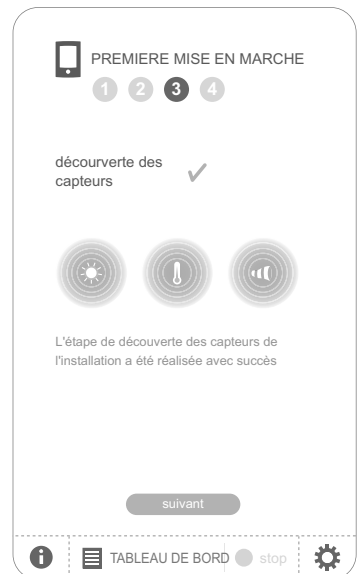 PREMIERE MISE EN MARCHE
1 2 3 4
découverte des
capteurs
L'étape de découverte des capteurs de
l'installation a été réalisée avec succès
suivant
i TABLEAU DE BORD stop